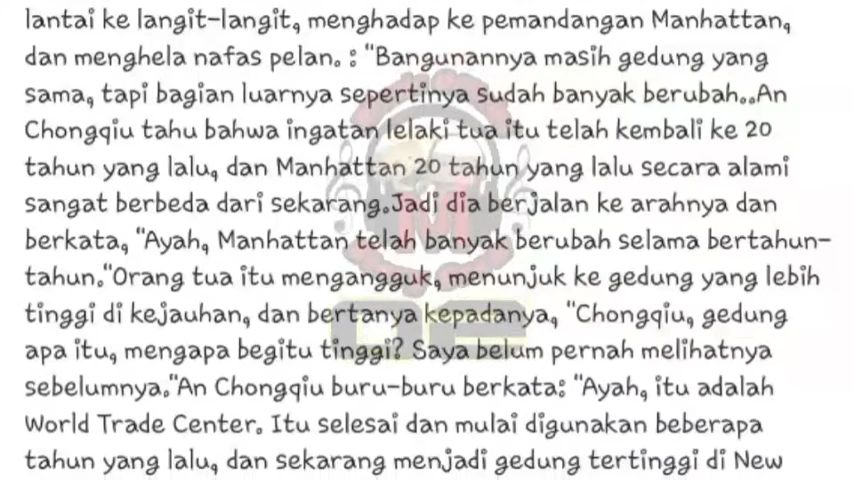 lantai ke langit-langit, menghadap ke pemandangan Manhattan,
dan menghela nafas pelan. : "Bangunannya masih gedung yang
sama, tapi bagian luarnya sepertinya sudah banyak berubah..An
Chongqiu tahu bahwa ingatan lelaki tua itu telah kembali ke 20
tahun yang lalu, dan Manhattan 20 tahun yang lalu secara alami
sangat berbeda dari sekarang.Jadi dia berjalan ke arahnya dan
berkata, "Ayah, Manhattan telah banyak berubah selama bertahun-
tahun."Orang tua itu mengangguk, menunjuk ke gedung yang lebih
tinggi di kejauhan, dan bertanya kepadanya, "Chongqiu, gedung
apa itu, mengapa begitu tinggi? Saya belum pernah melihatnya
sebelumnya."An Chongqiu buru-buru berkata: "Ayah, itu adalah
World Trade Center. Itu selesai dan mulai digunakan beberapa
tahun yang lalu, dan sekarang menjadi gedung tertinggi di New